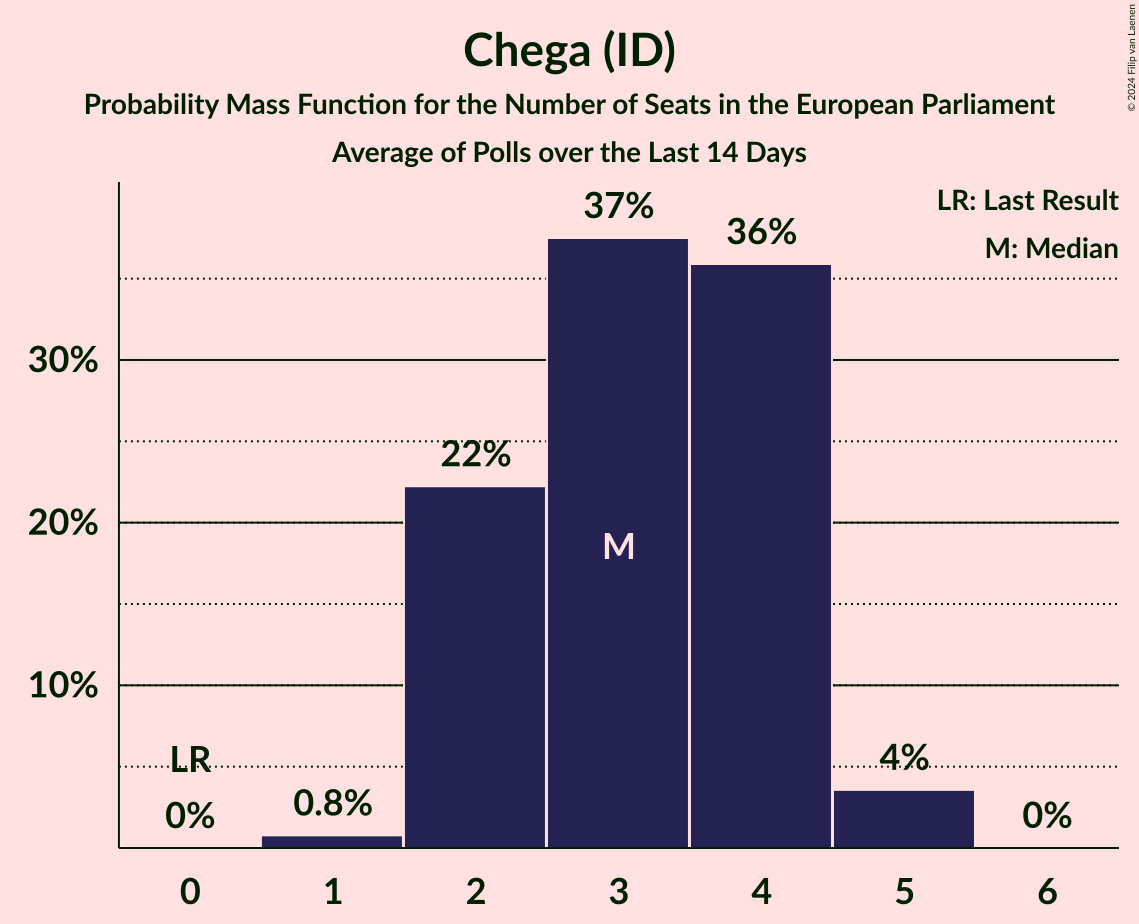 Chega (ID)
Probability Mass Function for the Number of Seats in the European Parliament
Average of Polls over the Last 14 Days
© 2024 Filip van Laenen
LR: Last Result
M: Median
37%
36%
30%
22%
20%
M
10%
LR
4%
0%
0.8%
0%
0 1 2 3 4 5 6